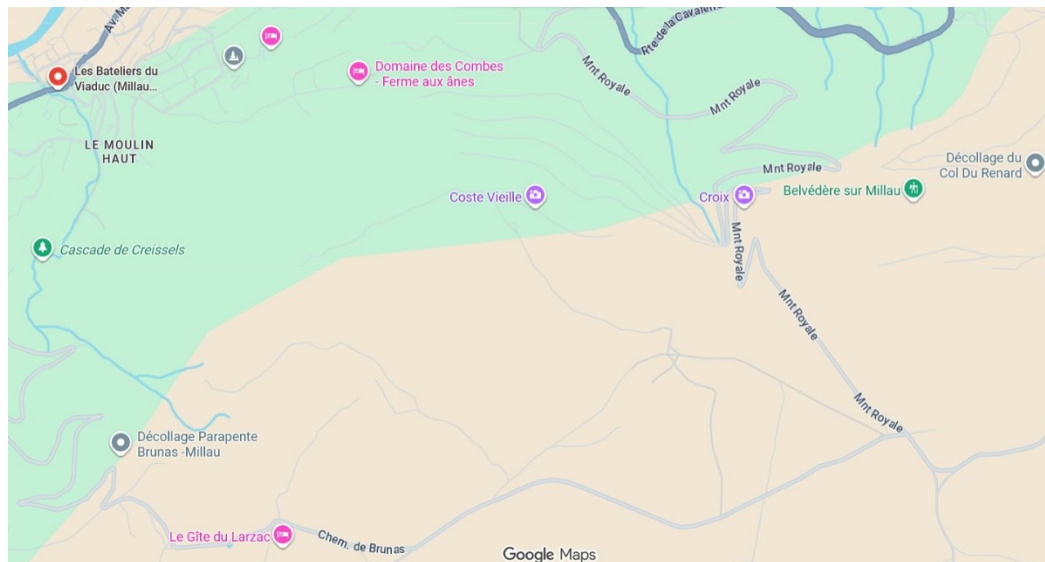 Av. Ma
Rte de la Cavalerie
Les Bateliers du
Viaduc (Millau...
Domaine des Combes
- Ferme aux ânes
Mnt Royale
Mnt Royale
LE MOULIN
HAUT
Mnt Royale
Décollage du
Col Du Renard
Coste Vieille
Croix
Belvédère sur Millau
Mnt Royale
Cascade de Creissels
Mnt Royale
Mnt Royale
Décollage Parapente
Brunas -Millau
Le Gîte du Larzac
Chem. de Brunas
Google Maps